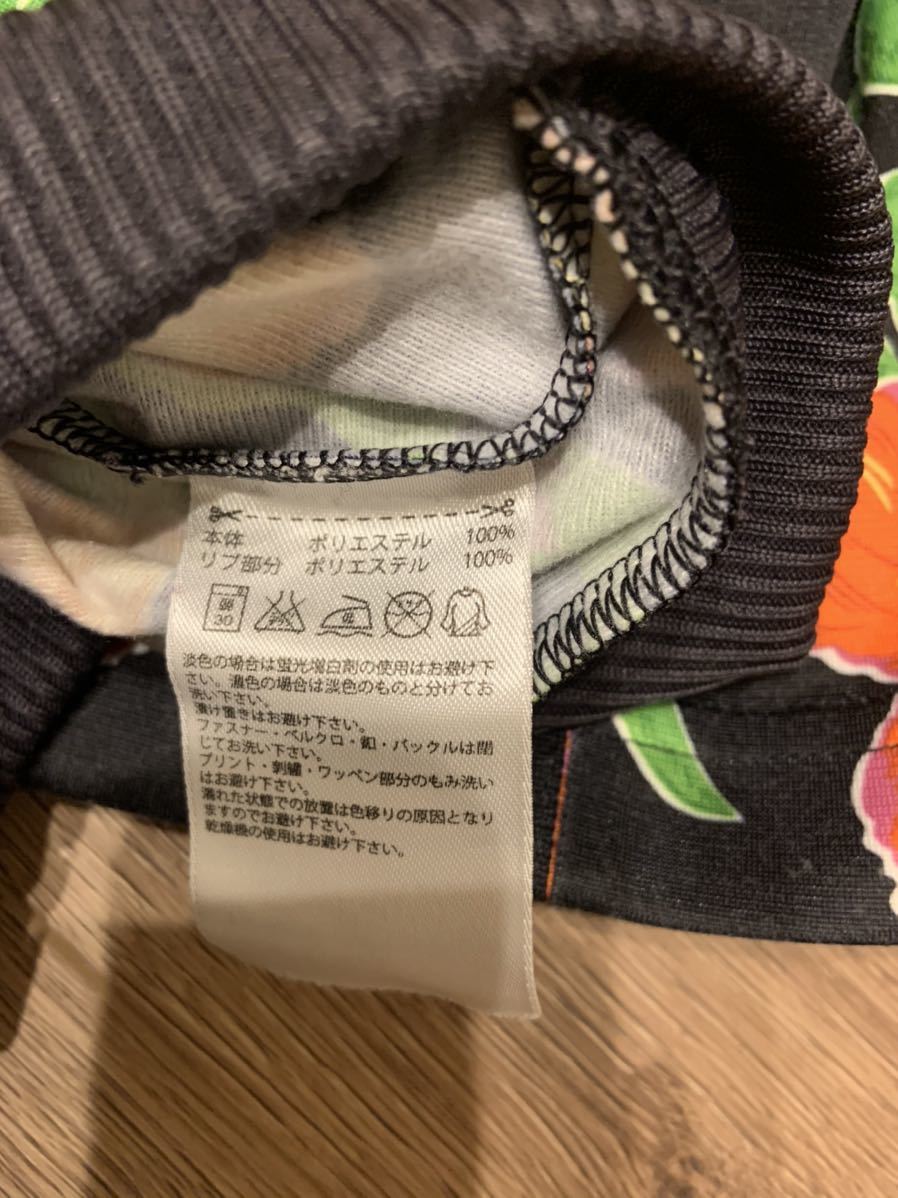 本体 ポリエステル 100%
リブ部分 ポリエステル 100%
弱
30
淡色の場合は蛍光増白剤の使用はお避け下
さい。濃色の場合は淡色のものと分けてお
洗い下さい。
漬け置きはお避け下さい。
ファスナー・ベルクロ・釦・バックルは閉
じてお洗い下さい。
プリント・刺繍・ワッペン部分のもみ洗い
はお避け下さい。
濡れた状態での放置は色移りの原因となり
ますのでお避け下さい。
乾燥機の使用はお避け下さい。